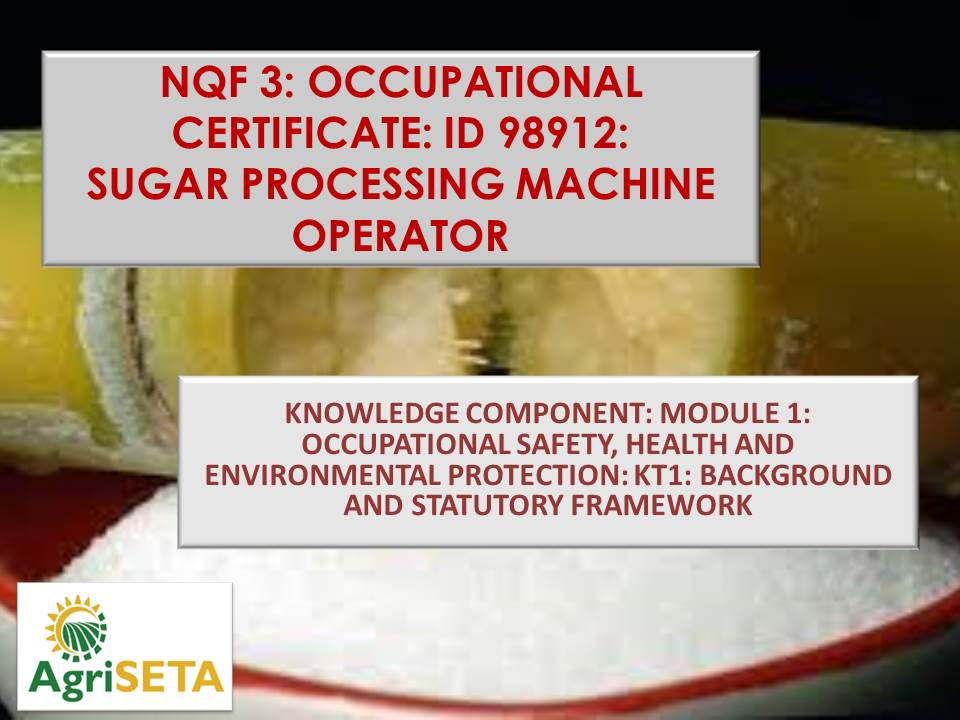 NQF 3: OCCUPATIONAL
CERTIFICATE: ID 98912:
SUGAR PROCESSING MACHINE
OPERATOR
KNOWLEDGE COMPONENT: MODULE 1:
OCCUPATIONAL SAFETY, HEALTH AND
ENVIRONMENTAL PROTECTION: KT1: BACKGROUND
AND STATUTORY FRAMEWORK
AgriSETA